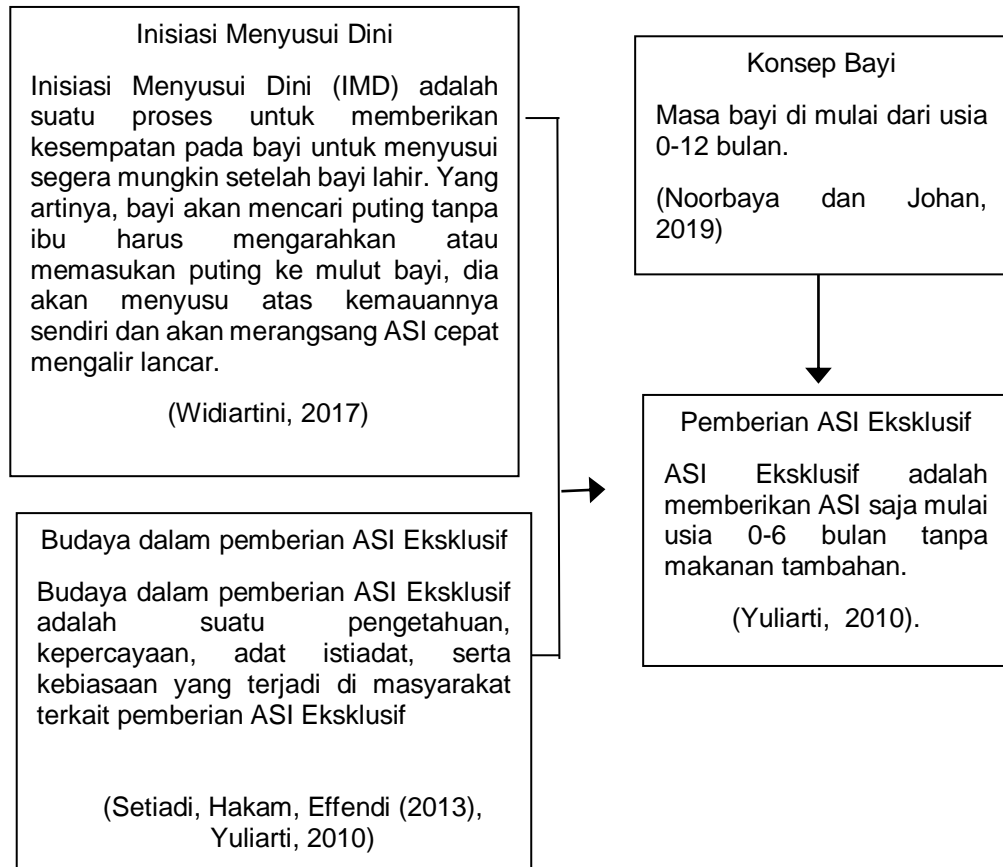 Inisiasi Menyusui Dini
Inisiasi Menyusui Dini (IMD) adalah
suatu proses untuk memberikan
kesempatan pada bayi untuk menyusui
segera mungkin setelah bayi lahir. Yang
artinya, bayi akan mencari puting tanpa
ibu harus mengarahkan atau
memasukan puting ke mulut bayi, dia
akan menyusu atas kemauannya
sendiri dan akan merangsang ASI cepat
mengalir lancar.
(Widiartini, 2017)
Budaya dalam pemberian ASI Eksklusif
Budaya dalam pemberian ASI Eksklusif
adalah suatu pengetahuan,
kepercayaan, adat istiadat, serta
kebiasaan yang terjadi di masyarakat
terkait pemberian ASI Eksklusif
(Setiadi, Hakam, Effendi (2013),
Yuliarti, 2010)
Konsep Bayi
Masa bayi di mulai dari usia
0-12 bulan.
(Noorbaya dan Johan,
2019)
Pemberian ASI Eksklusif
ASI Eksklusif adalah
memberikan ASI saja mulai
usia 0-6 bulan tanpa
makanan tambahan.
(Yuliarti, 2010).